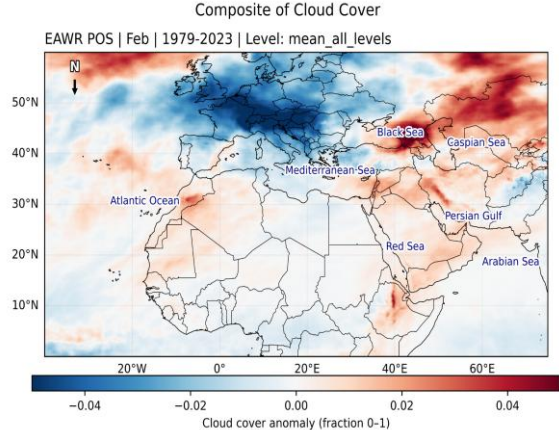 Composite of Cloud Cover
EAWR POS | Feb | 1979-2023 | Level: mean_all_levels
N
50°N
40°N
30°N
20°N
10°N
Black Sea
Caspian Sea
Mediterranean Sea
Atlantic Ocean
Persian Gulf
Red Sea
Arabian Sea
20°W
0°
20°E
40°E
60°E
−0.04
−0.02
0.00
0.02
0.04
Cloud cover anomaly (fraction 0–1)